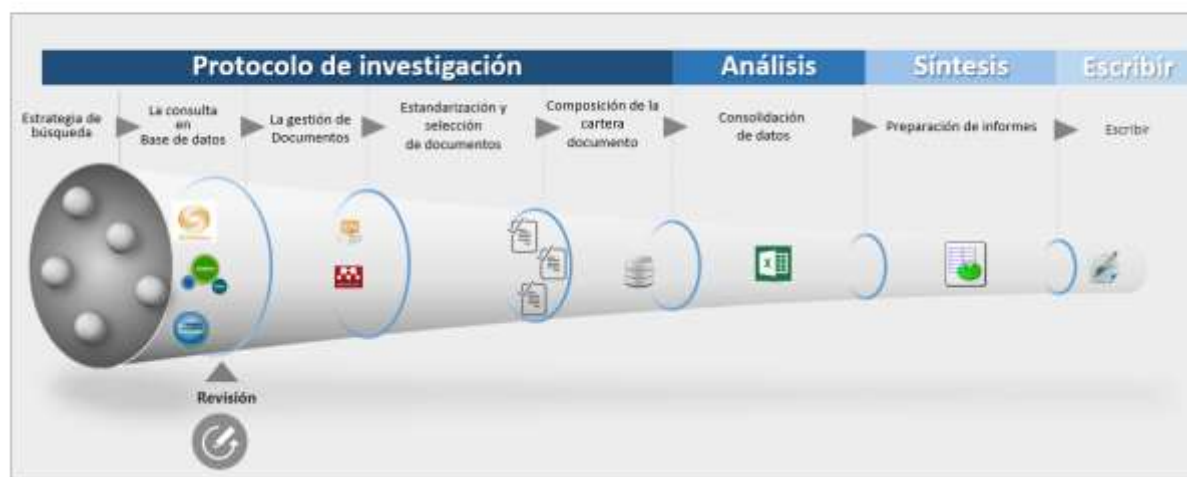 Protocolo de investigación
Análisis
Síntesis
Escribir
Estrategia de
búsqueda
La consulta
en
Base de datos
La gestión de
Documentos
Estandarización y
selección
de documentos
Composición de la
cartera
documento
Consolidación
de datos
Preparación de informes
Escribir
Revisión